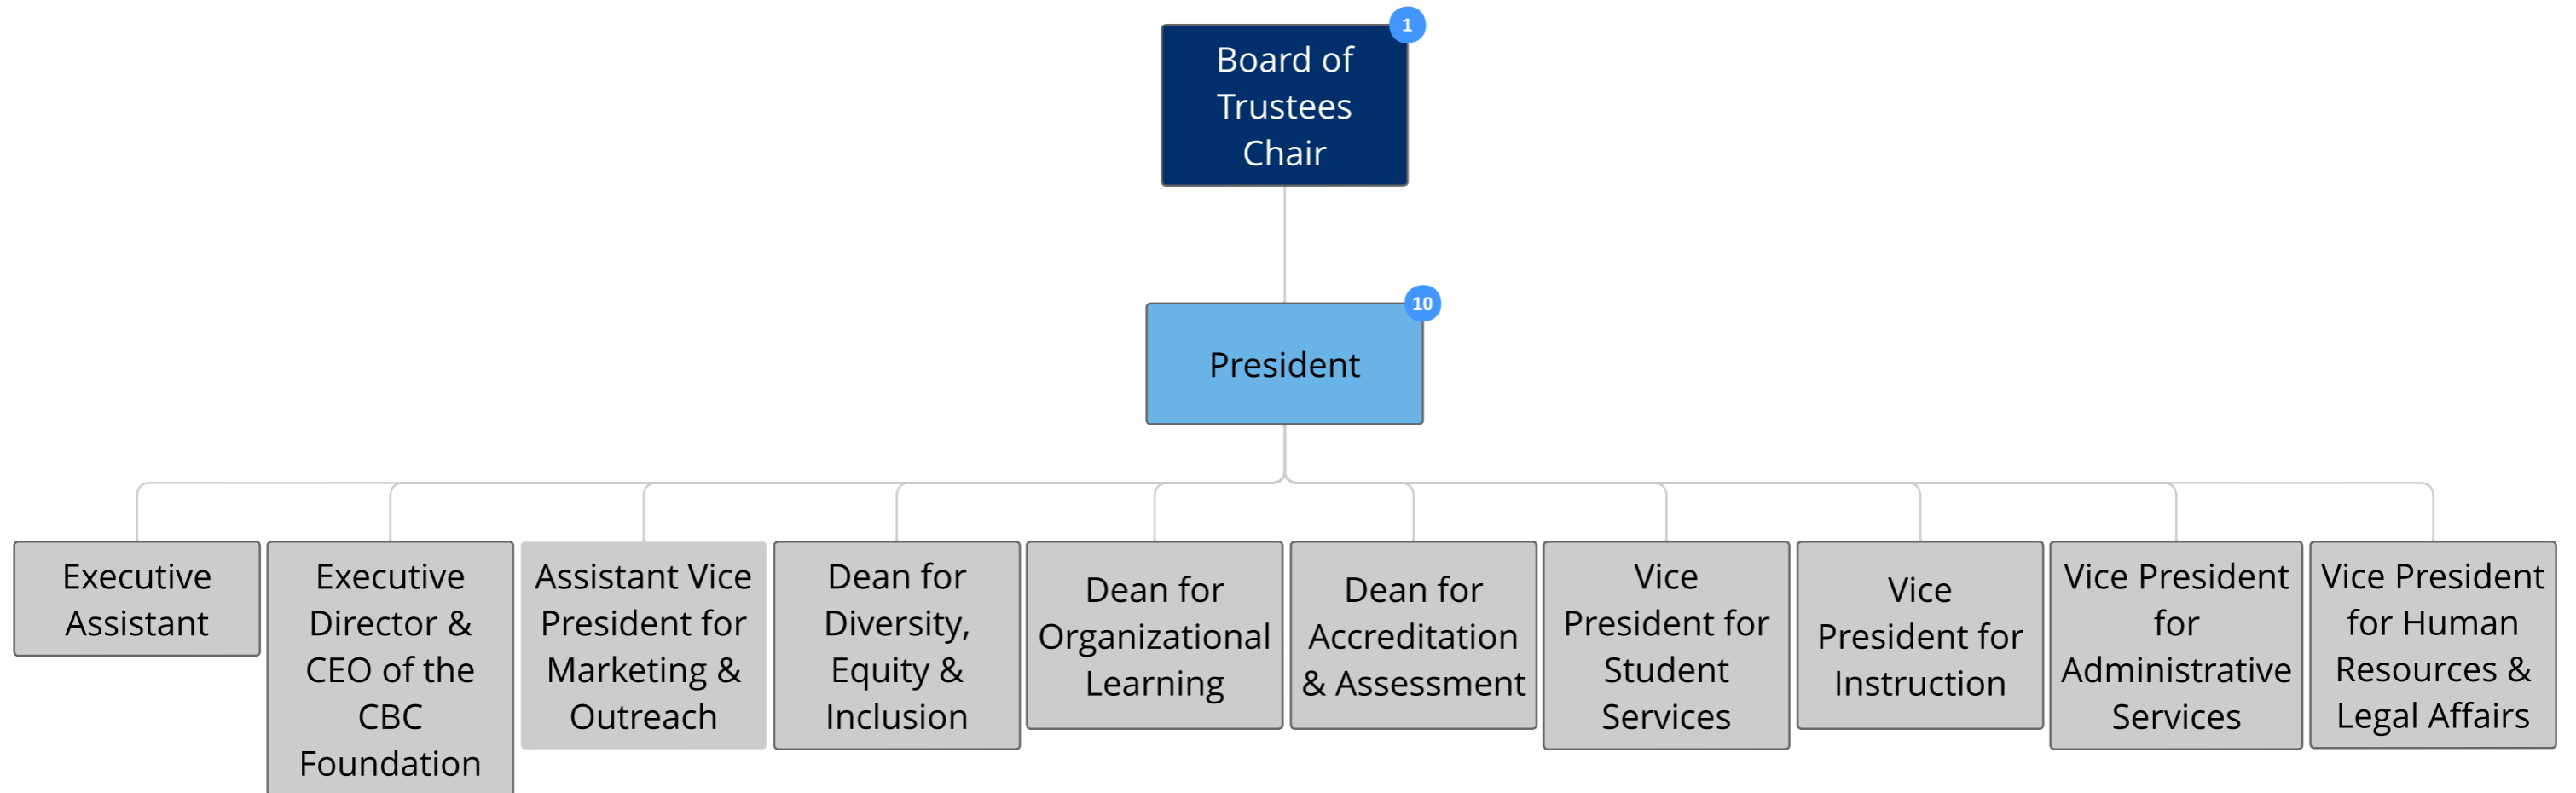 1
Board of
Trustees
Chair
10
President
Executive
Assistant
Executive
Director &
CEO of the
CBC
Foundation
Assistant Vice
President for
Marketing &
Outreach
Dean for
Diversity,
Equity &
Inclusion
Dean for
Organizational
Learning
Dean for
Accreditation
& Assessment
Vice
President for
Student
Services
Vice
President for
Instruction
Vice President
for
Administrative
Services
Vice President
for Human
Resources &
Legal Affairs